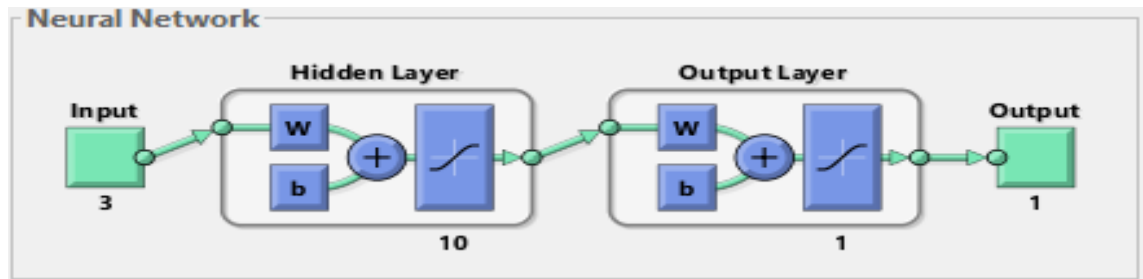 Neural Network
Hidden Layer
Output Layer
Input
Output
W
W
b
b
3
1
10
1